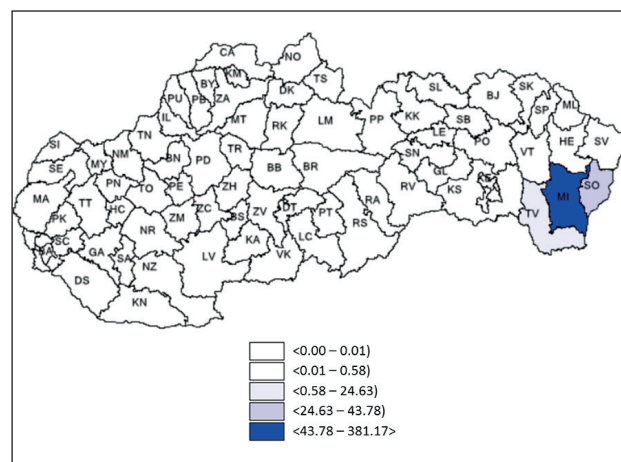 CA
NO
TS
KM
BY
PU
PB
ZA
DK
IL
MT
RK
LM
PP
KK
SL
BJ
SK
SP
ML
SB
LE
PO
HE
SV
VT
SI
SE
MY
NM
TN
BN
PD
TR
BB
BR
SN
GL
RV
KS
MI
SO
TV
MA
PK
TT
PN
HC
TO
PE
ZH
ZM
ZC
BS
ZV
DT
PT
RA
RS
SC
BA
GA
SA
NR
NZ
LV
KA
VK
LC
DS
KN
<0.00 – 0.01)
<0.01 – 0.58)
<0.58 – 24.63)
<24.63 – 43.78)
<43.78 – 381.17>